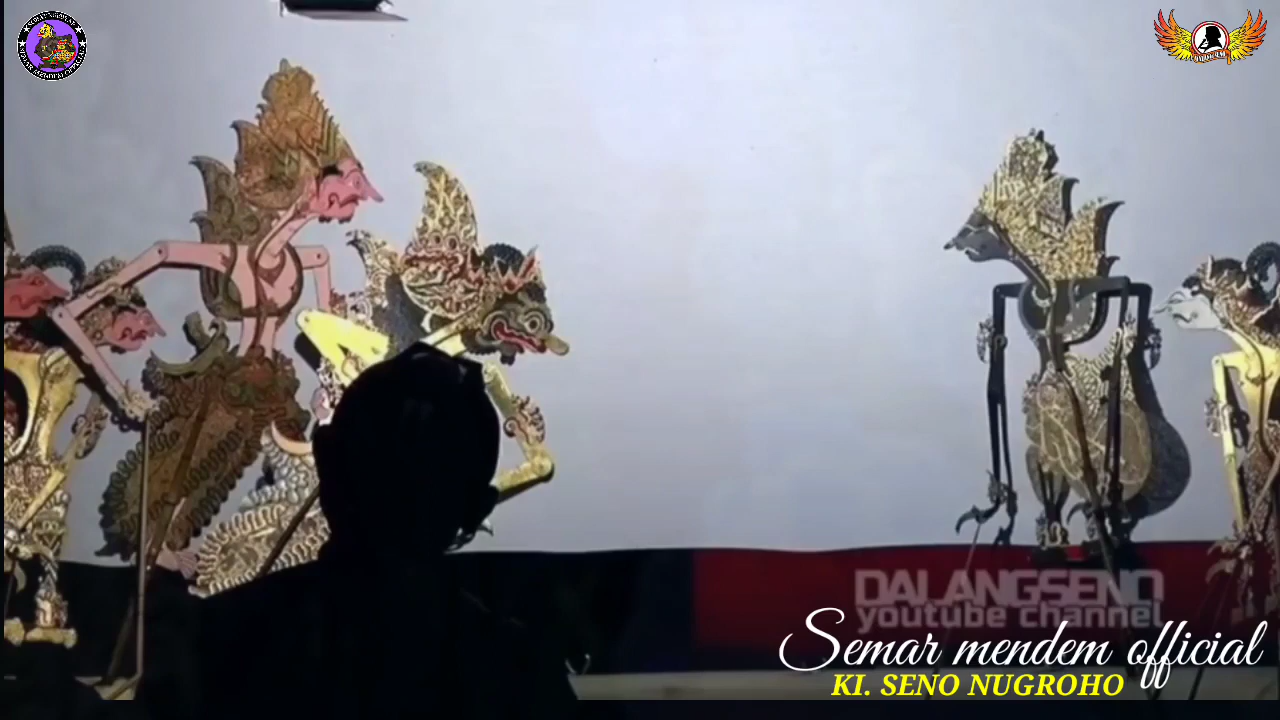 DALANGSENO
youtube channel
Semar mendem official
KI. SENO NUGROHO